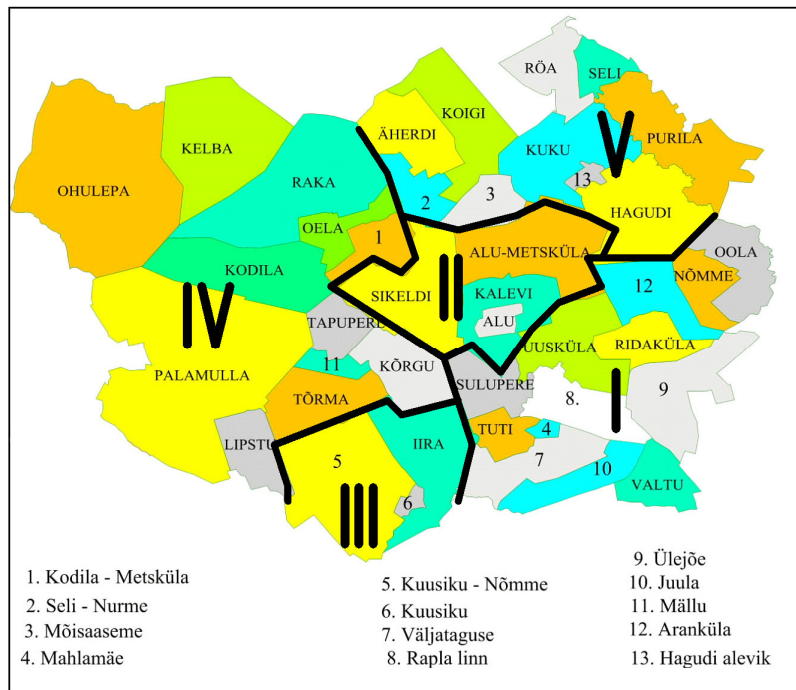 RÖA
SELI
KOIGI
ÄHERDI
PURILA
KUKU
V
KELBA
OHULEPA
RAKA
13
2
3
HAGUDI
OELA
1
ALU-METSKÜLA
OOLA
KODILA
SIKELDI
II
NÕMME
12
KALEVI
IV
TAPUPERE
ALU
UUSKÜLA
RIDAKÜLA
11
KÕRGU
PALAMULLA
SULUPERE
I
9
8.
TÕRMA
TUTI
4
LIPSTU
IIRA
5
7
10
VALTU
III
6
1. Kodila - Metsküla
2. Seli - Nurme
3. Mõisaaseme
4. Mahlamäe
5. Kuusiku - Nõmme
6. Kuusiku
7. Väljataguse
8. Rapla linn
9. Ülejõe
10. Juula
11. Mällu
12. Aranküla
13. Hagudi alevik